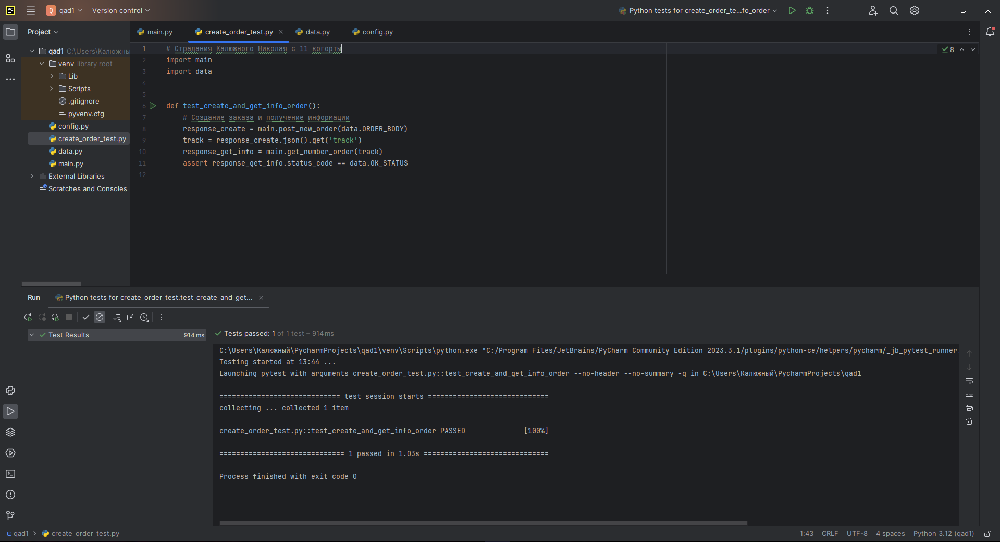 PC
Q qad1 Version control Python tests for create_order_te...fo_order
Project main.py create_order_test.py data.py config.py
qad1 C:\Users\Калюжны
venv library root
Lib
Scripts
.gitignore
pyvenv.cfg
config.py
create_order_test.py
data.py
main.py
External Libraries
Scratches and Consoles
1 # Страдания Калюжного Николая с 11 когорты
8
2 import main
3 import data
4
5
6 def test_create_and_get_info_order():
7 # Создание заказа и получение информации
8 response_create = main.post_new_order(data.ORDER_BODY)
9 track = response_create.json().get('track')
10 response_get_info = main.get_number_order(track)
11 assert response_get_info.status_code == data.OK_STATUS
12
Run Python tests for create_order_test.test_create_and_get...
Test Results 914 ms
Tests passed: 1 of 1 test – 914 ms
C:\Users\Калюжный\PycharmProjects\qad1\venv\Scripts\python.exe "C:/Program Files/JetBrains/PyCharm Community Edition 2023.3.1/plugins/python-ce/helpers/pycharm/_jb_pytest_runner
Testing started at 13:44 ...
Launching pytest with arguments create_order_test.py::test_create_and_get_info_order --no-header --no-summary -q in C:\Users\Калюжный\PycharmProjects\qad1
============================= test session starts =============================
collecting ... collected 1 item
create_order_test.py::test_create_and_get_info_order PASSED [100%]
============================== 1 passed in 1.03s ==============================
Process finished with exit code 0
qad1 create_order_test.py 1:43 CRLF UTF-8 4 spaces Python 3.12 (qad1)